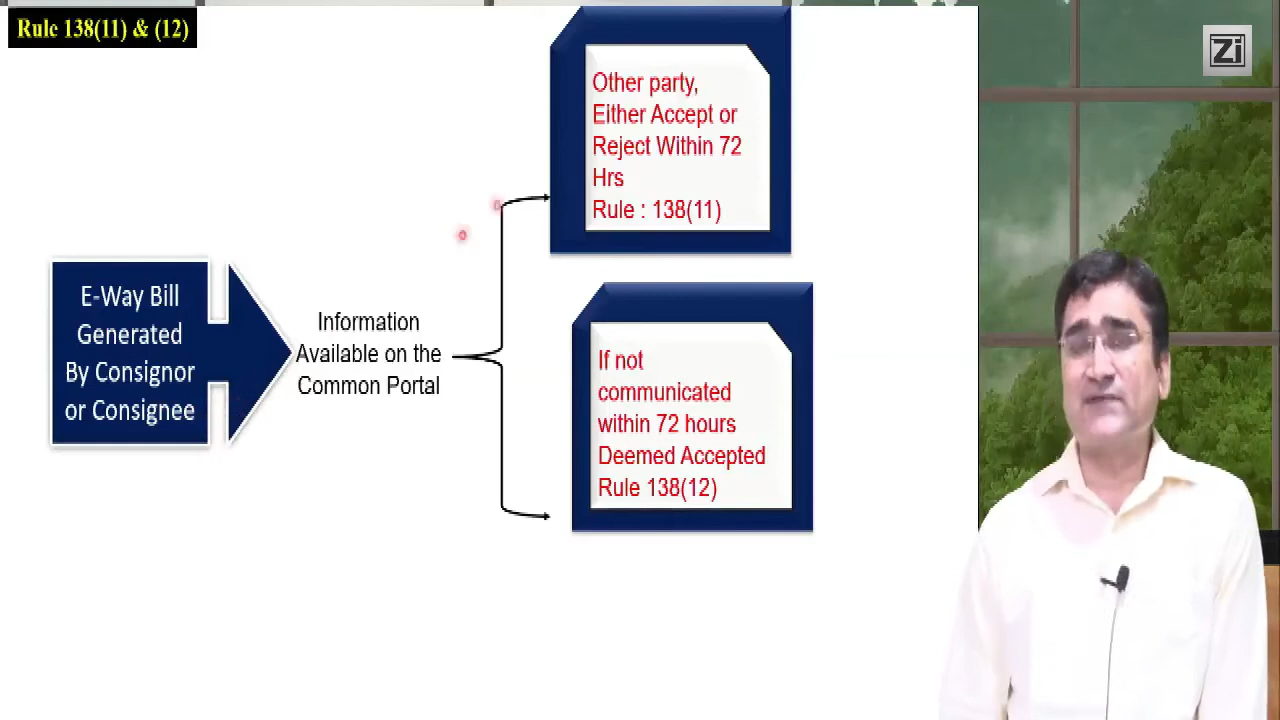 Rule 138(11) & (12)
Zi
Other party,
Either Accept or
Reject Within 72
Hrs
Rule : 138(11)
E-Way Bill
Generated
By Consignor
or Consignee
Information
Available on the
Common Portal
If not
communicated
within 72 hours
Deemed Accepted
Rule 138(12)